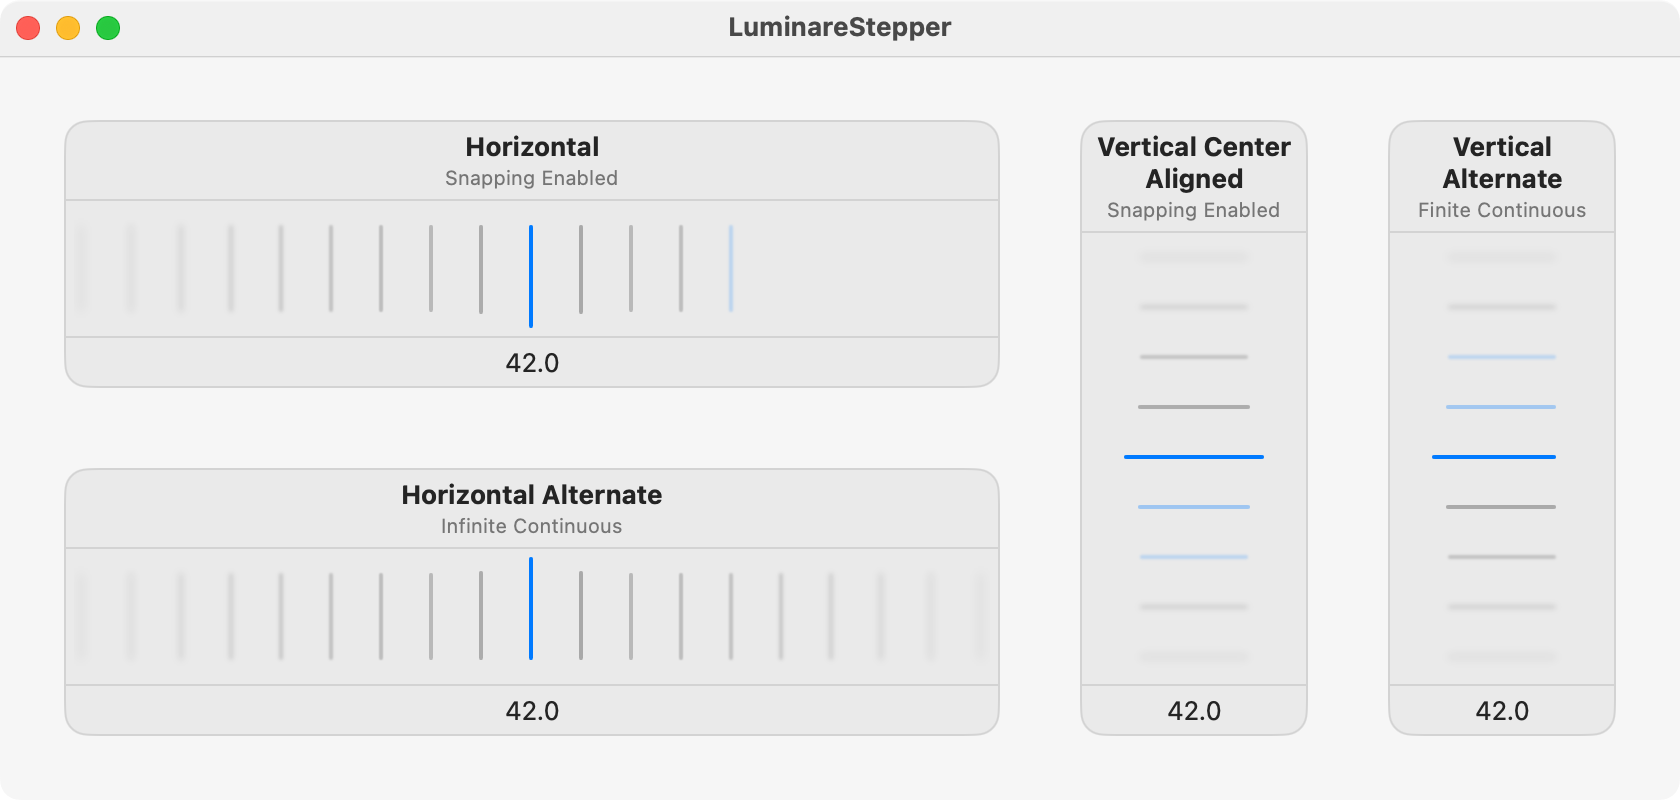 LuminareStepper
Horizontal
Snapping Enabled
42.0
Horizontal Alternate
Infinite Continuous
42.0
Vertical Center
Aligned
Snapping Enabled
42.0
Vertical
Alternate
Finite Continuous
42.0